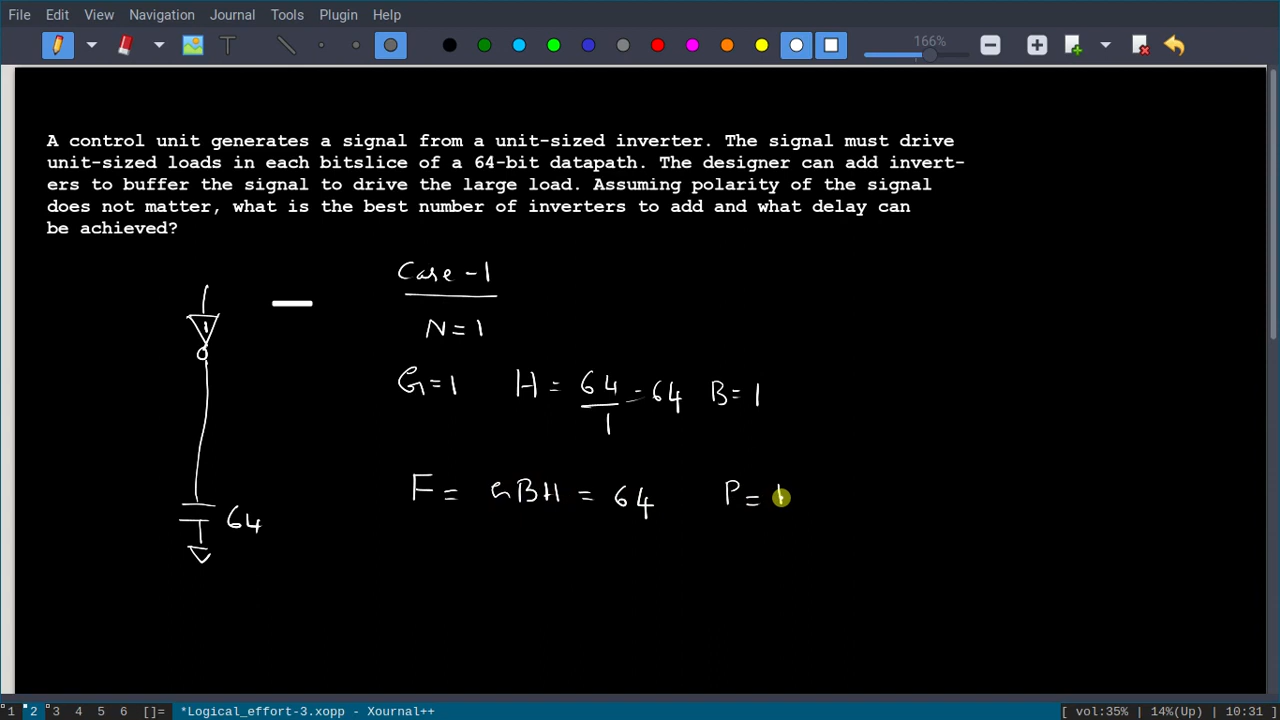 File Edit View Navigation Journal Tools Plugin Help
166%
A control unit generates a signal from a unit-sized inverter. The signal must drive
unit-sized loads in each bitslice of a 64-bit datapath. The designer can add invert-
ers to buffer the signal to drive the large load. Assuming polarity of the signal
does not matter, what is the best number of inverters to add and what delay can
be achieved?
Case -1
N = 1
1
G = 1 H = 64/1 = 64 B = 1
F = GBH = 64 P = 1
64
1 2 3 4 5 6 []= *Logical_effort-3.xopp - Xournal++ [ vol:35% | 14%(Up) | 10:31